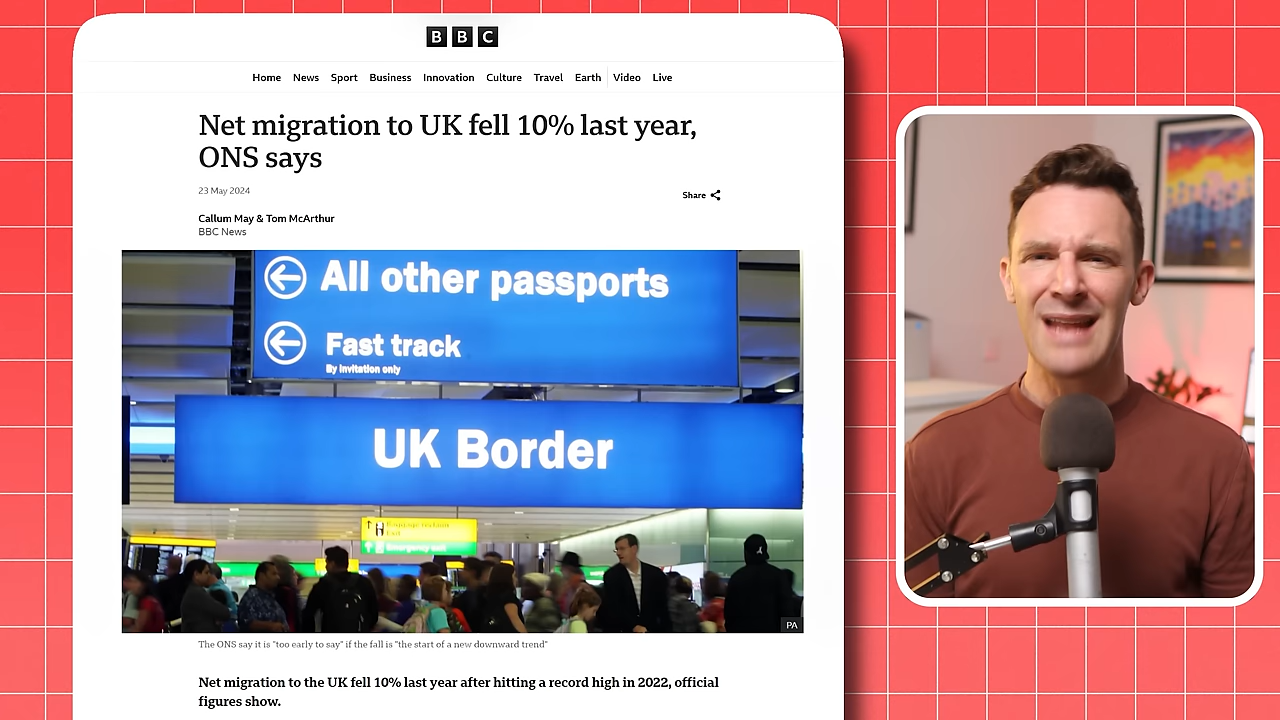 BBC
Home News Sport Business Innovation Culture Travel Earth Video Live
Net migration to UK fell 10% last year,
ONS says
23 May 2024
Share
Callum May & Tom McArthur
BBC News
All other passports
Fast track
By invitation only
UK Border
Emergency exit
PA
The ONS say it is "too early to say" if the fall is "the start of a new downward trend"
Net migration to the UK fell 10% last year after hitting a record high in 2022, official
figures show.